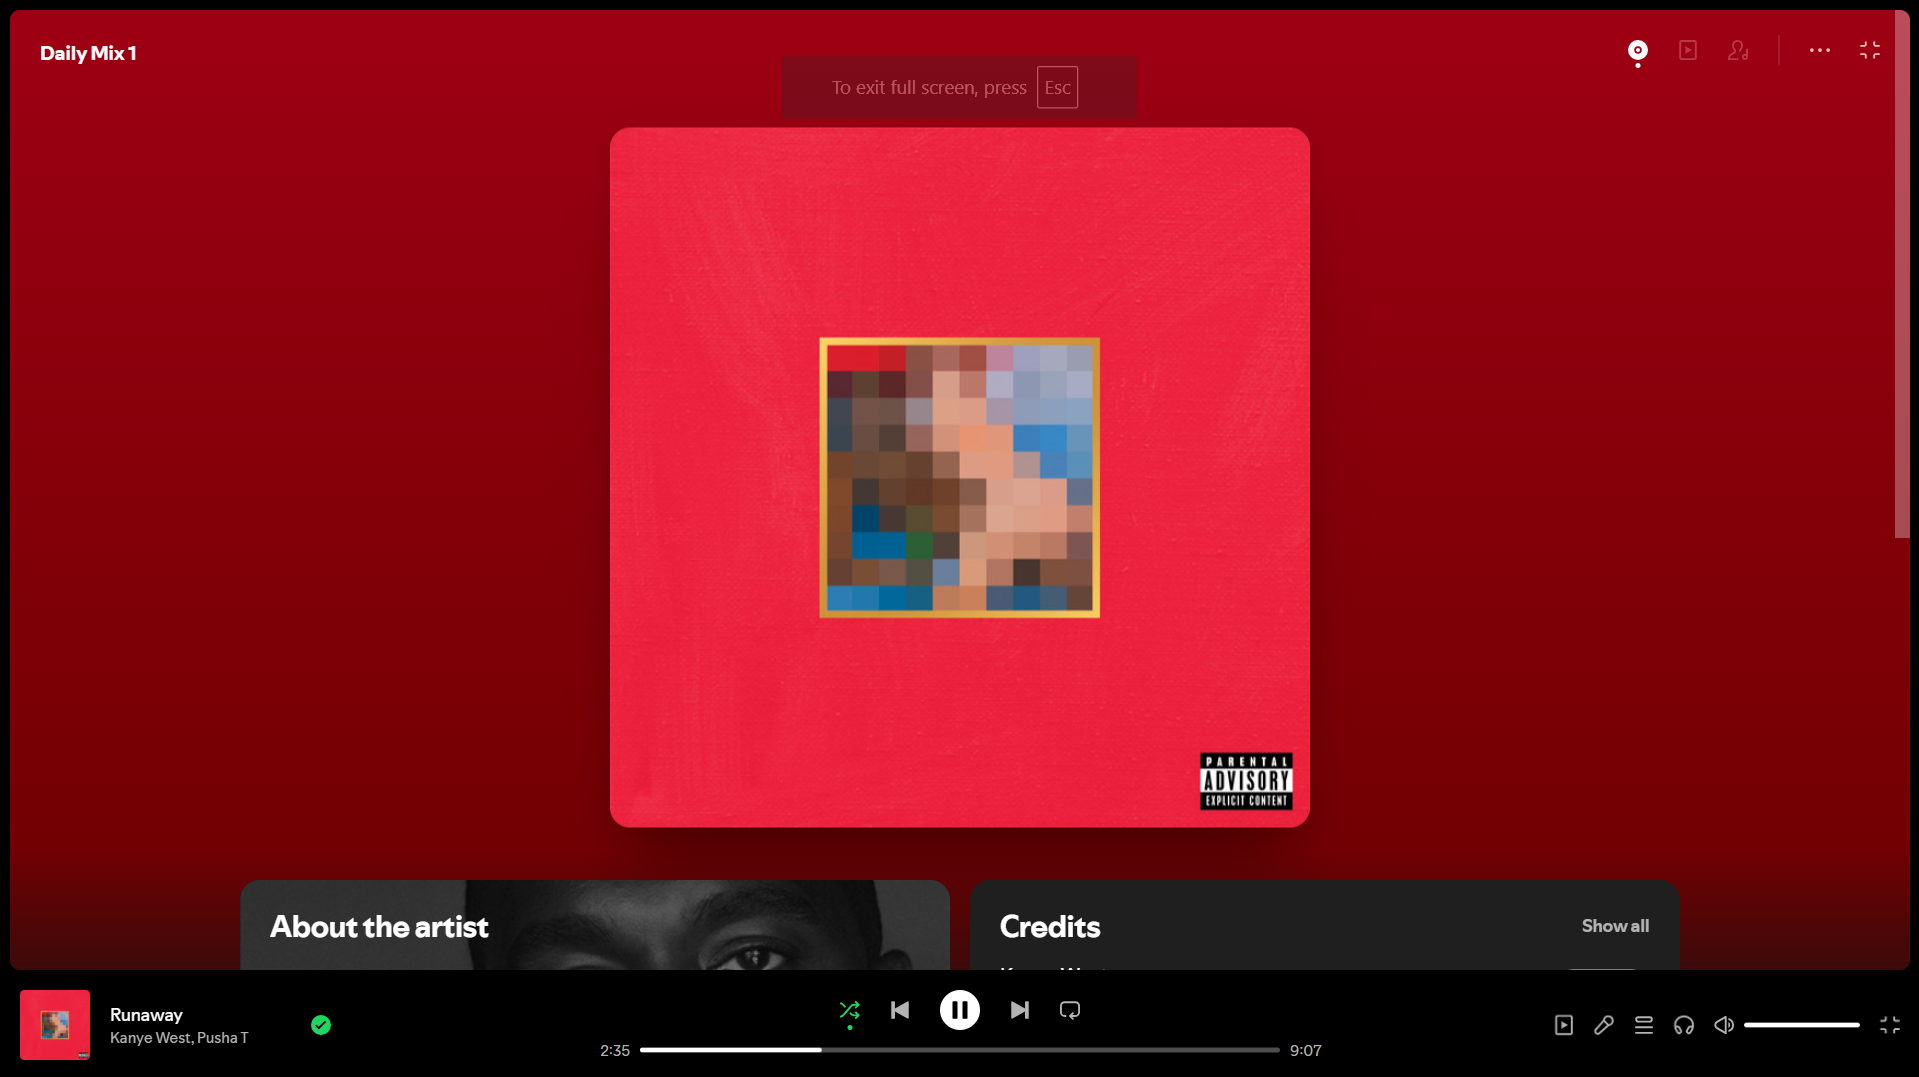 Daily Mix 1
To exit full screen, press Esc
PARENTAL
ADVISORY
EXPLICIT CONTENT
About the artist
Credits
Show all
Runaway
Kanye West, Pusha T
2:35
9:07